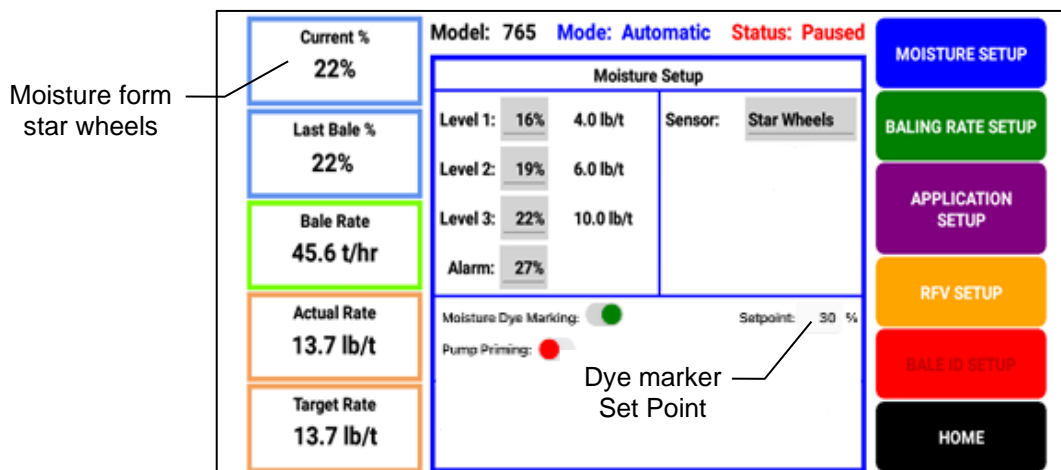 Moisture form
star wheels
Current %
22%
Last Bale %
22%
Bale Rate
45.6 t/hr
Actual Rate
13.7 lb/t
Target Rate
13.7 lb/t
Model: 765 Mode: Automatic Status: Paused
Moisture Setup
Level 1: 16% 4.0 lb/t
Level 2: 19% 6.0 lb/t
Level 3: 22% 10.0 lb/t
Alarm: 27%
Sensor: Star Wheels
Moisture Dye Marking: Setpoint: 30 %
Pump Priming:
Dye marker
Set Point
MOISTURE SETUP
BALING RATE SETUP
APPLICATION
SETUP
RFV SETUP
BALE ID SETUP
HOME